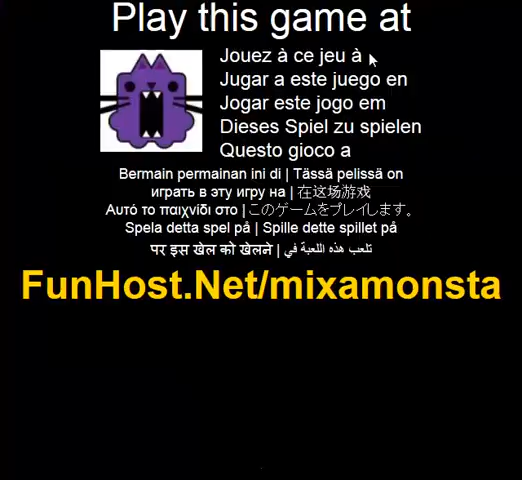 Play this game at
Jouez à ce jeu à
Jugar a este juego en
Jogar este jogo em
Dieses Spiel zu spielen
Questo gioco a
Bermain permainan ini di | Tässä pelissä on
играть в эту игру на | 在这场游戏
Αυτό το παιχνίδι στο | このゲームをプレイします。
Spela detta spel på | Spille dette spillet på
पर इस खेल को खेलने | تلعب هذه اللعبة في
FunHost.Net/mixamonsta